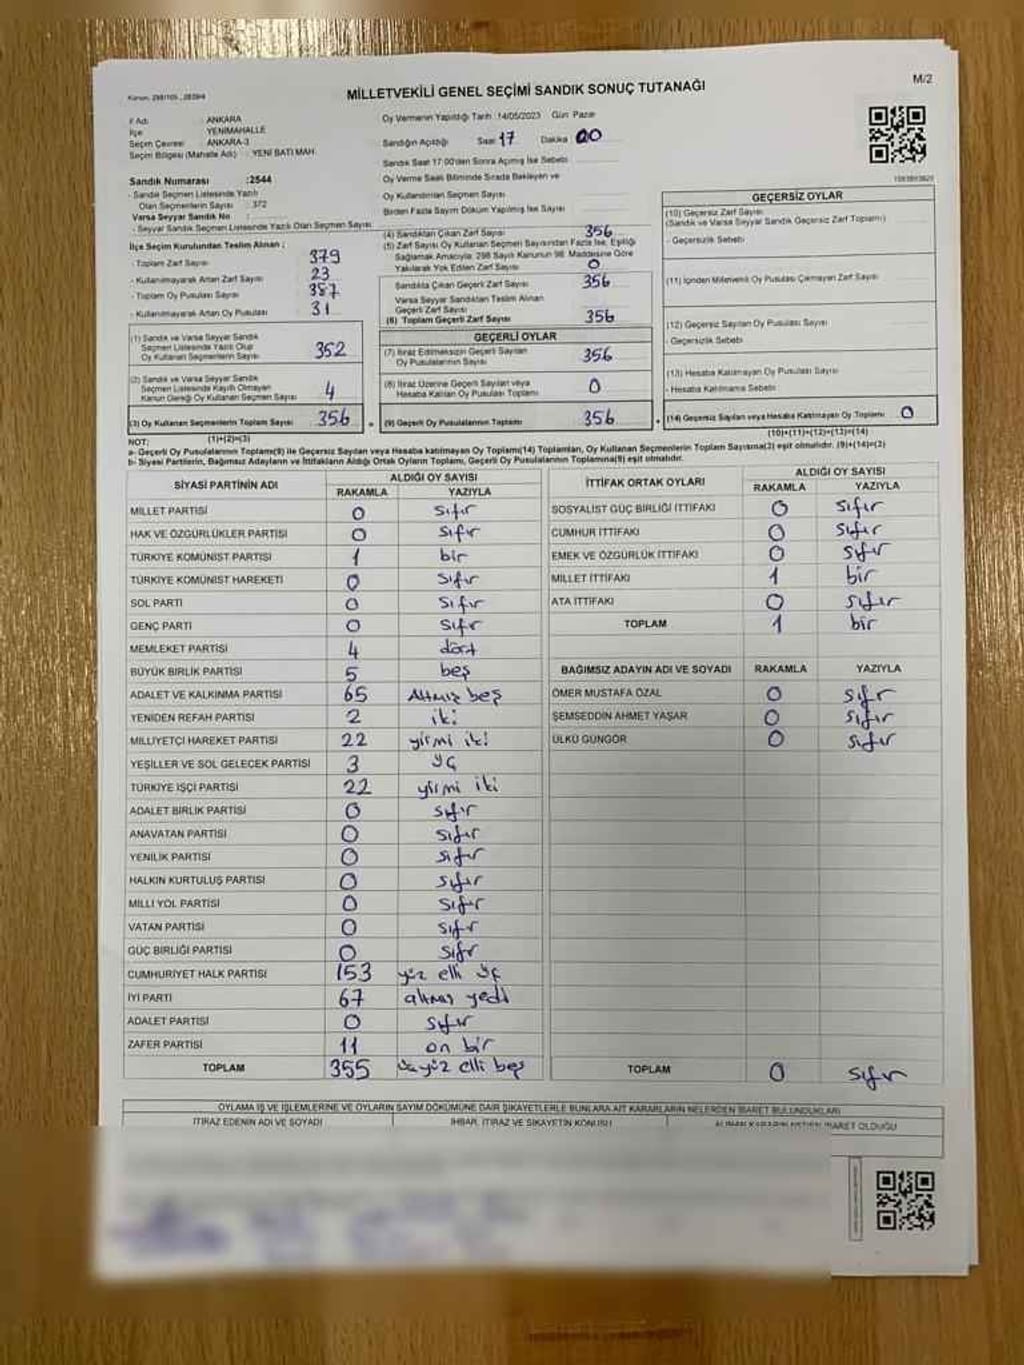 M/2
Kanun: 298/105 , 2839/4
MİLLETVEKİLİ GENEL SEÇİMİ SANDIK SONUÇ TUTANAĞI
İl Adı : ANKARA
İlçe : YENİMAHALLE
Seçim Çevresi : ANKARA-3
Seçim Bölgesi (Mahalle Adı) : YENİ BATI MAH.
Oy Vermenin Yapıldığı Tarih :14/05/2023 Gün :Pazar
Sandığın Açıldığı Saat 17 Dakika 00
Sandık Saat 17:00'den Sonra Açılmış İse Sebebi
Oy Verme Saati Bitiminde Sırada Bekleyen ve
Oy Kullandırılan Seçmen Sayısı
Birden Fazla Sayım Döküm Yapılmış İse Sayısı
Sandık Numarası :2544
- Sandık Seçmen Listesinde Yazılı
Olan Seçmenlerin Sayısı : 372
Varsa Seyyar Sandık No :
- Seyyar Sandık Seçmen Listesinde Yazılı Olan Seçmen Sayısı
İlçe Seçim Kurulundan Teslim Alınan ;
- Toplam Zarf Sayısı 379
- Kullanılmayarak Artan Zarf Sayısı 23
- Toplam Oy Pusulası Sayısı 387
- Kullanılmayarak Artan Oy Pusulası 31
(4) Sandıktan Çıkan Zarf Sayısı 356
(5) Zarf Sayısı Oy Kullanan Seçmen Sayısından Fazla İse, Eşitliği
Sağlamak Amacıyla; 298 Sayılı Kanunun 98. Maddesine Göre
Yakılarak Yok Edilen Zarf Sayısı 0
Sandıkta Çıkan Geçerli Zarf Sayısı 356
Varsa Seyyar Sandıktan Teslim Alınan
Geçerli Zarf Sayısı
(6) Toplam Geçerli Zarf Sayısı 356
GEÇERSİZ OYLAR
(10) Geçersiz Zarf Sayısı
(Sandık ve Varsa Seyyar Sandık Geçersiz Zarf Toplamı)
- Geçersizlik Sebebi
(11) İçinden Milletvekili Oy Pusulası Çıkmayan Zarf Sayısı
(12) Geçersiz Sayılan Oy Pusulası Sayısı
- Geçersizlik Sebebi
(13) Hesaba Katılmayan Oy Pusulası Sayısı
- Hesaba Katılmama Sebebi
(1) Sandık ve Varsa Seyyar Sandık
Seçmen Listesinde Yazılı Olup
Oy Kullanan Seçmenlerin Sayısı 352
(2) Sandık ve Varsa Seyyar Sandık
Seçmen Listesinde Kayıtlı Olmayan
Kanun Gereği Oy Kullanan Seçmen Sayısı 4
(3) Oy Kullanan Seçmenlerin Toplam Sayısı 356
(1)+(2)=(3)
GEÇERLİ OYLAR
(7) İtiraz Edilmeksizin Geçerli Sayılan
Oy Pusulalarının Sayısı 356
(8) İtiraz Üzerine Geçerli Sayılan veya
Hesaba Katılan Oy Pusulası Toplamı 0
(9) Geçerli Oy Pusulalarının Toplamı 356
(14) Geçersiz Sayılan veya Hesaba Katılmayan Oy Toplamı 0
(10)+(11)+(12)+(13)=(14)
NOT:
a- Geçerli Oy Pusulalarının Toplamı(9) ile Geçersiz Sayılan veya Hesaba katılmayan Oy Toplamı(14) Toplamları, Oy Kullanan Seçmenlerin Toplam Sayısına(3) eşit olmalıdır. (9)+(14)=(3)
b- Siyasi Partilerin, Bağımsız Adayların ve İttifakların Aldığı Ortak Oyların Toplamı, Geçerli Oy Pusulalarının Toplamına(9) eşit olmalıdır.
SİYASİ PARTİNİN ADI ALDIĞI OY SAYISI
RAKAMLA YAZIYLA
MİLLET PARTİSİ 0 sıfır
HAK VE ÖZGÜRLÜKLER PARTİSİ 0 sıfır
TÜRKİYE KOMÜNİST PARTİSİ 1 bir
TÜRKİYE KOMÜNİST HAREKETİ 0 sıfır
SOL PARTİ 0 sıfır
GENÇ PARTİ 0 sıfır
MEMLEKET PARTİSİ 4 dört
BÜYÜK BİRLİK PARTİSİ 5 beş
ADALET VE KALKINMA PARTİSİ 65 Altmış beş
YENİDEN REFAH PARTİSİ 2 iki
MİLLİYETÇİ HAREKET PARTİSİ 22 yirmi iki
YEŞİLLER VE SOL GELECEK PARTİSİ 3 üç
TÜRKİYE İŞÇİ PARTİSİ 22 yirmi iki
ADALET BİRLİK PARTİSİ 0 sıfır
ANAVATAN PARTİSİ 0 sıfır
YENİLİK PARTİSİ 0 sıfır
HALKIN KURTULUŞ PARTİSİ 0 sıfır
MİLLİ YOL PARTİSİ 0 sıfır
VATAN PARTİSİ 0 sıfır
GÜÇ BİRLİĞİ PARTİSİ 0 sıfır
CUMHURİYET HALK PARTİSİ 153 yüz elli üç
İYİ PARTİ 67 altmış yedi
ADALET PARTİSİ 0 sıfır
ZAFER PARTİSİ 11 on bir
TOPLAM 355 üçyüz elli beş
İTTİFAK ORTAK OYLARI ALDIĞI OY SAYISI
RAKAMLA YAZIYLA
SOSYALİST GÜÇ BİRLİĞİ İTTİFAKI 0 sıfır
CUMHUR İTTİFAKI 0 sıfır
EMEK VE ÖZGÜRLÜK İTTİFAKI 0 sıfır
MİLLET İTTİFAKI 1 bir
ATA İTTİFAKI 0 sıfır
TOPLAM 1 bir
BAĞIMSIZ ADAYIN ADI VE SOYADI RAKAMLA YAZIYLA
ÖMER MUSTAFA ÖZAL 0 sıfır
ŞEMSEDDİN AHMET YAŞAR 0 sıfır
ÜLKÜ GÜNGÖR 0 sıfır
TOPLAM 0 sıfır
OYLAMA İŞ VE İŞLEMLERİNE VE OYLARIN SAYIM DÖKÜMÜNE DAİR ŞİKAYETLERLE BUNLARA AİT KARARLARIN NELERDEN İBARET BULUNDUKLARI
İTİRAZ EDENİN ADI VE SOYADI İHBAR, İTİRAZ VE ŞİKAYETİN KONUSU ALINAN KARARIN NEDEN İBARET OLDUĞU